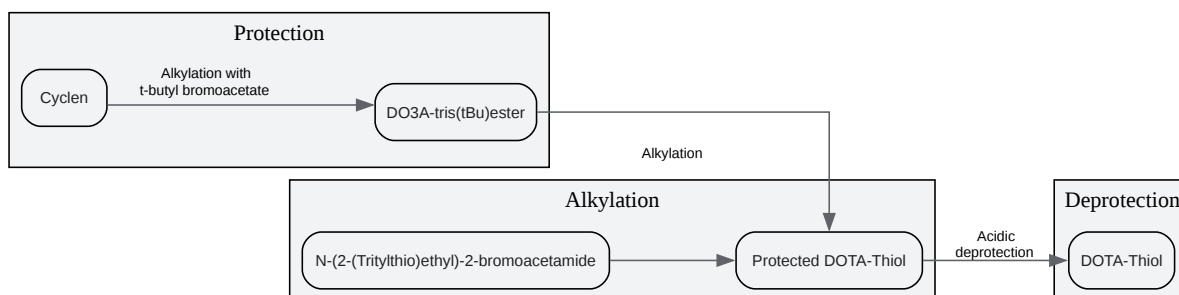 Protection
Alkylation with
t-butyl bromoacetate
Cyclen
DO3A-tris(tBu)ester
Alkylation
Alkylation
N-(2-(Tritylthio)ethyl)-2-bromoacetamide
Protected DOTA-Thiol
Acidic
deprotection
Deprotection
DOTA-Thiol